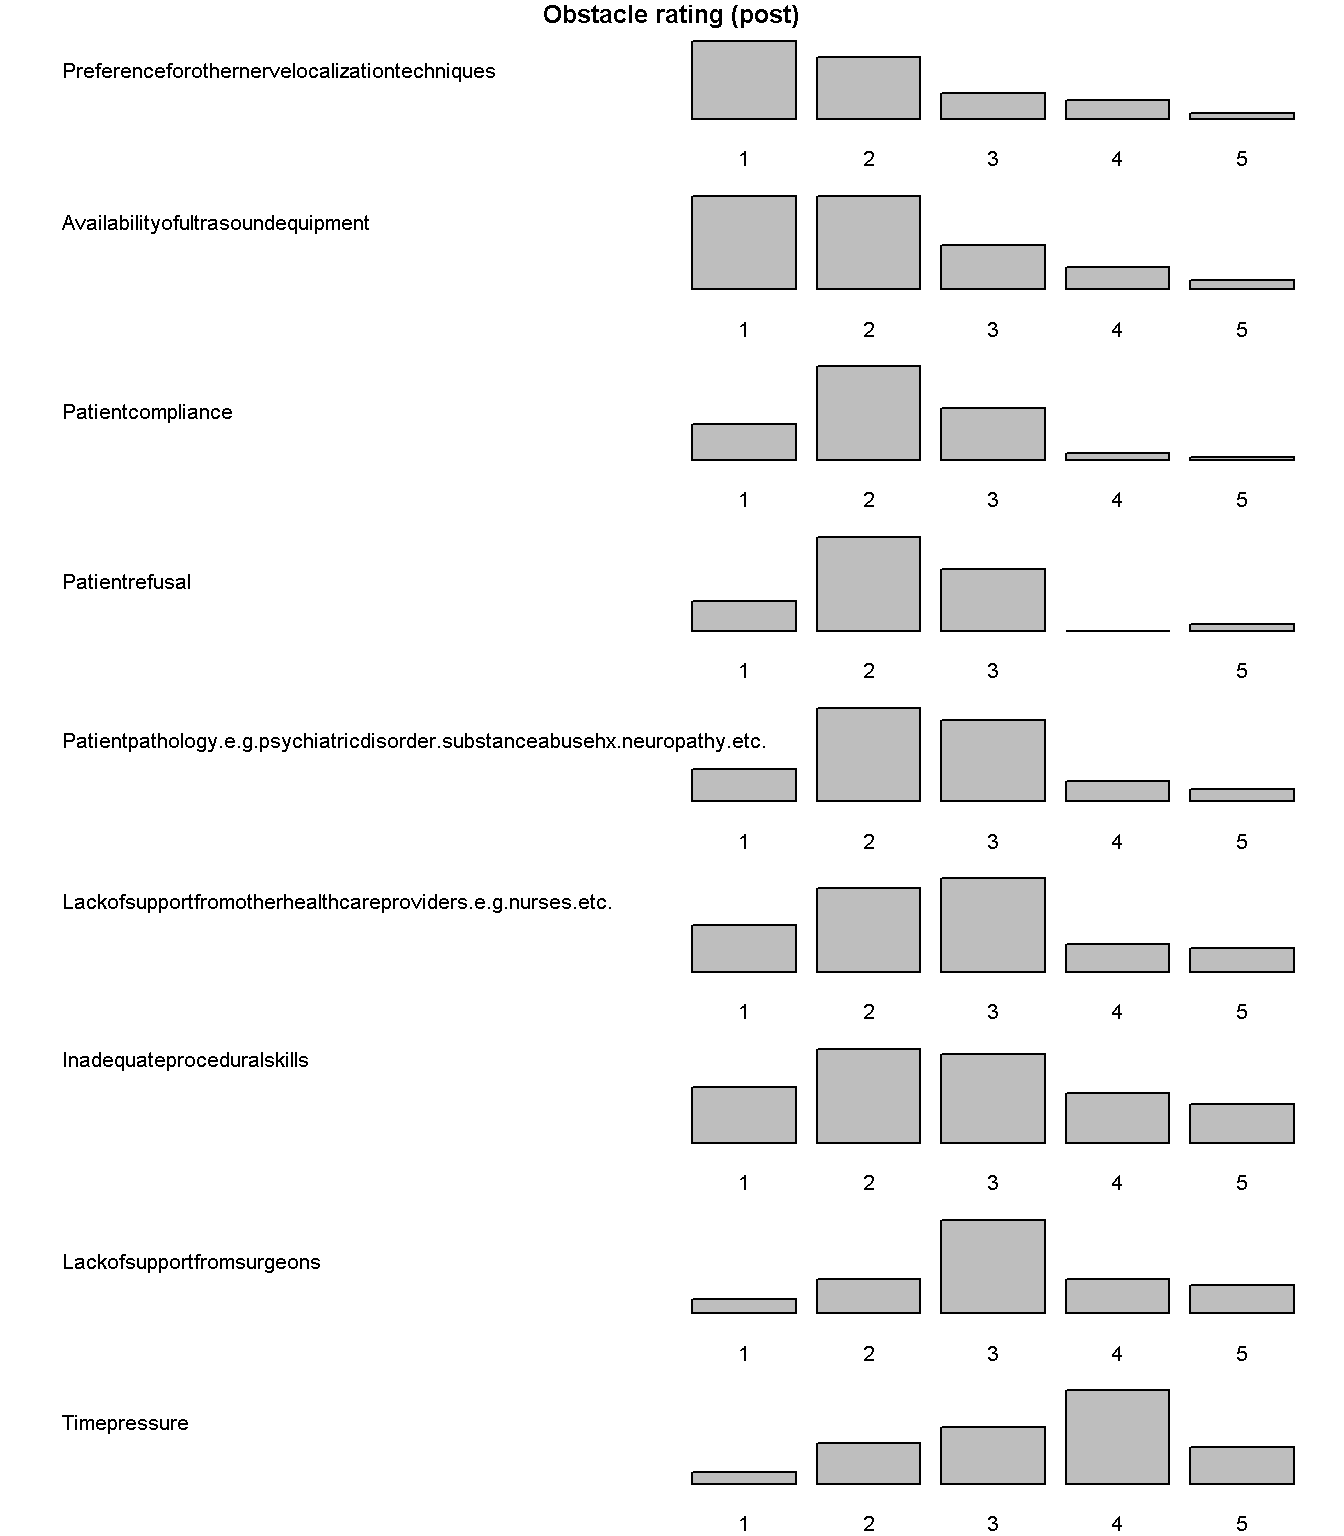 Obstacle rating (post)
Preferenceforothernervelocalizationtechniques
1 2 3 4 5
Availabilityofultrasoundequipment
1 2 3 4 5
Patientcompliance
1 2 3 4 5
Patientrefusal
1 2 3 5
Patientpathology.e.g.psychiatricdisorder.substanceabusehx.neuropathy.etc.
1 2 3 4 5
Lackofsupportfromotherhealthcareproviders.e.g.nurses.etc.
1 2 3 4 5
Inadequateproceduralskills
1 2 3 4 5
Lackofsupportfromsurgeons
1 2 3 4 5
Timepressure
1 2 3 4 5